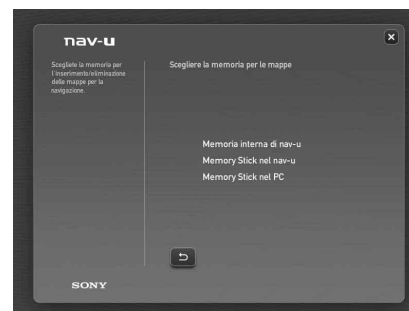 nav-u
Scegliete la memoria per
l'inserimento/eliminazione
delle mappe per la
navigazione.
Scegliere la memoria per le mappe
Memoria interna di nav-u
Memory Stick nel nav-u
Memory Stick nel PC
SONY